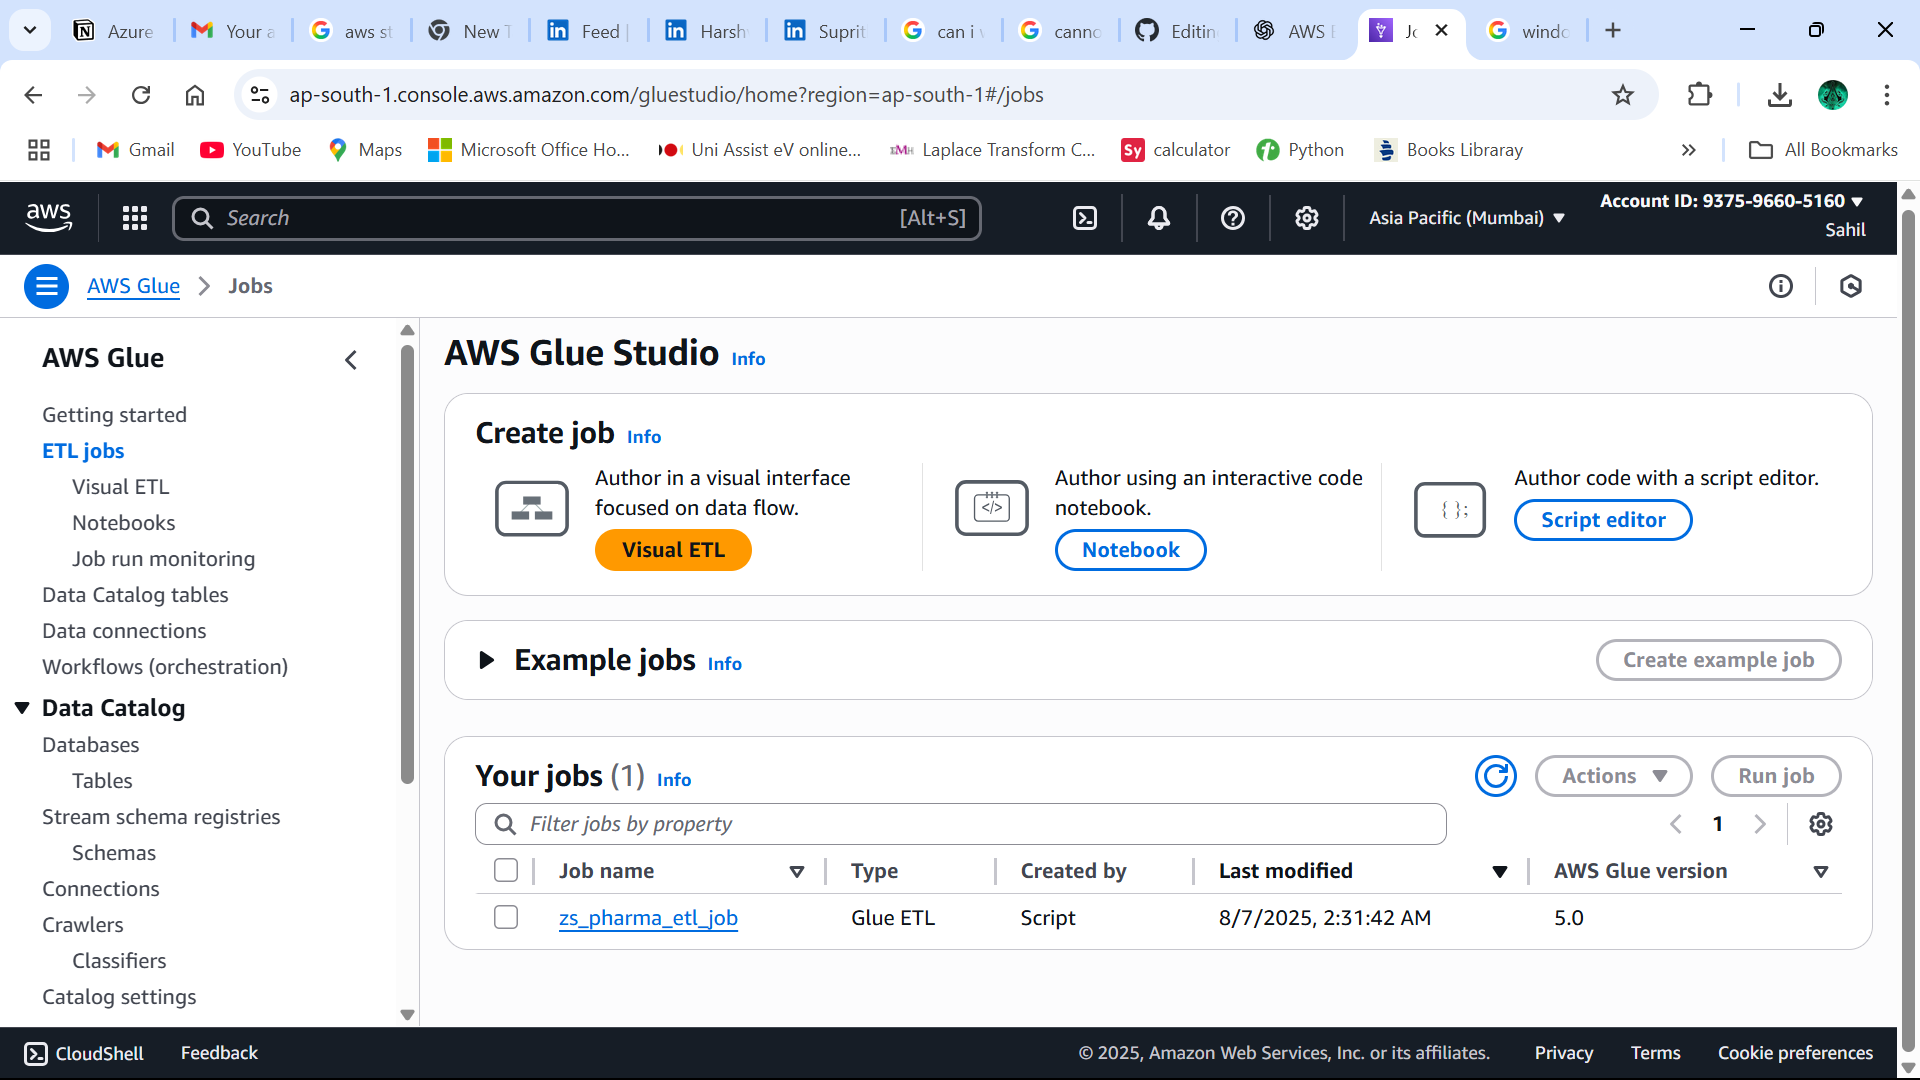 Azure
Your a
aws st
New T
Feed |
Harshv
Suprit
can i v
canno
Editin
AWS E
Jo
windo
ap-south-1.console.aws.amazon.com/gluestudio/home?region=ap-south-1#/jobs
Gmail
YouTube
Maps
Microsoft Office Ho...
Uni Assist eV online...
Laplace Transform C...
Sy calculator
Python
Books Libraray
All Bookmarks
aws
Search [Alt+S]
Asia Pacific (Mumbai)
Account ID: 9375-9660-5160
Sahil
AWS Glue > Jobs
AWS Glue
Getting started
ETL jobs
Visual ETL
Notebooks
Job run monitoring
Data Catalog tables
Data connections
Workflows (orchestration)
Data Catalog
Databases
Tables
Stream schema registries
Schemas
Connections
Crawlers
Classifiers
Catalog settings
AWS Glue Studio Info
Create job Info
Author in a visual interface
focused on data flow.
Visual ETL
Author using an interactive code
notebook.
Notebook
Author code with a script editor.
Script editor
Example jobs Info
Create example job
Your jobs (1) Info
Actions
Run job
Filter jobs by property
1
Job name Type Created by Last modified AWS Glue version
zs_pharma_etl_job Glue ETL Script 8/7/2025, 2:31:42 AM 5.0
CloudShell Feedback © 2025, Amazon Web Services, Inc. or its affiliates. Privacy Terms Cookie preferences